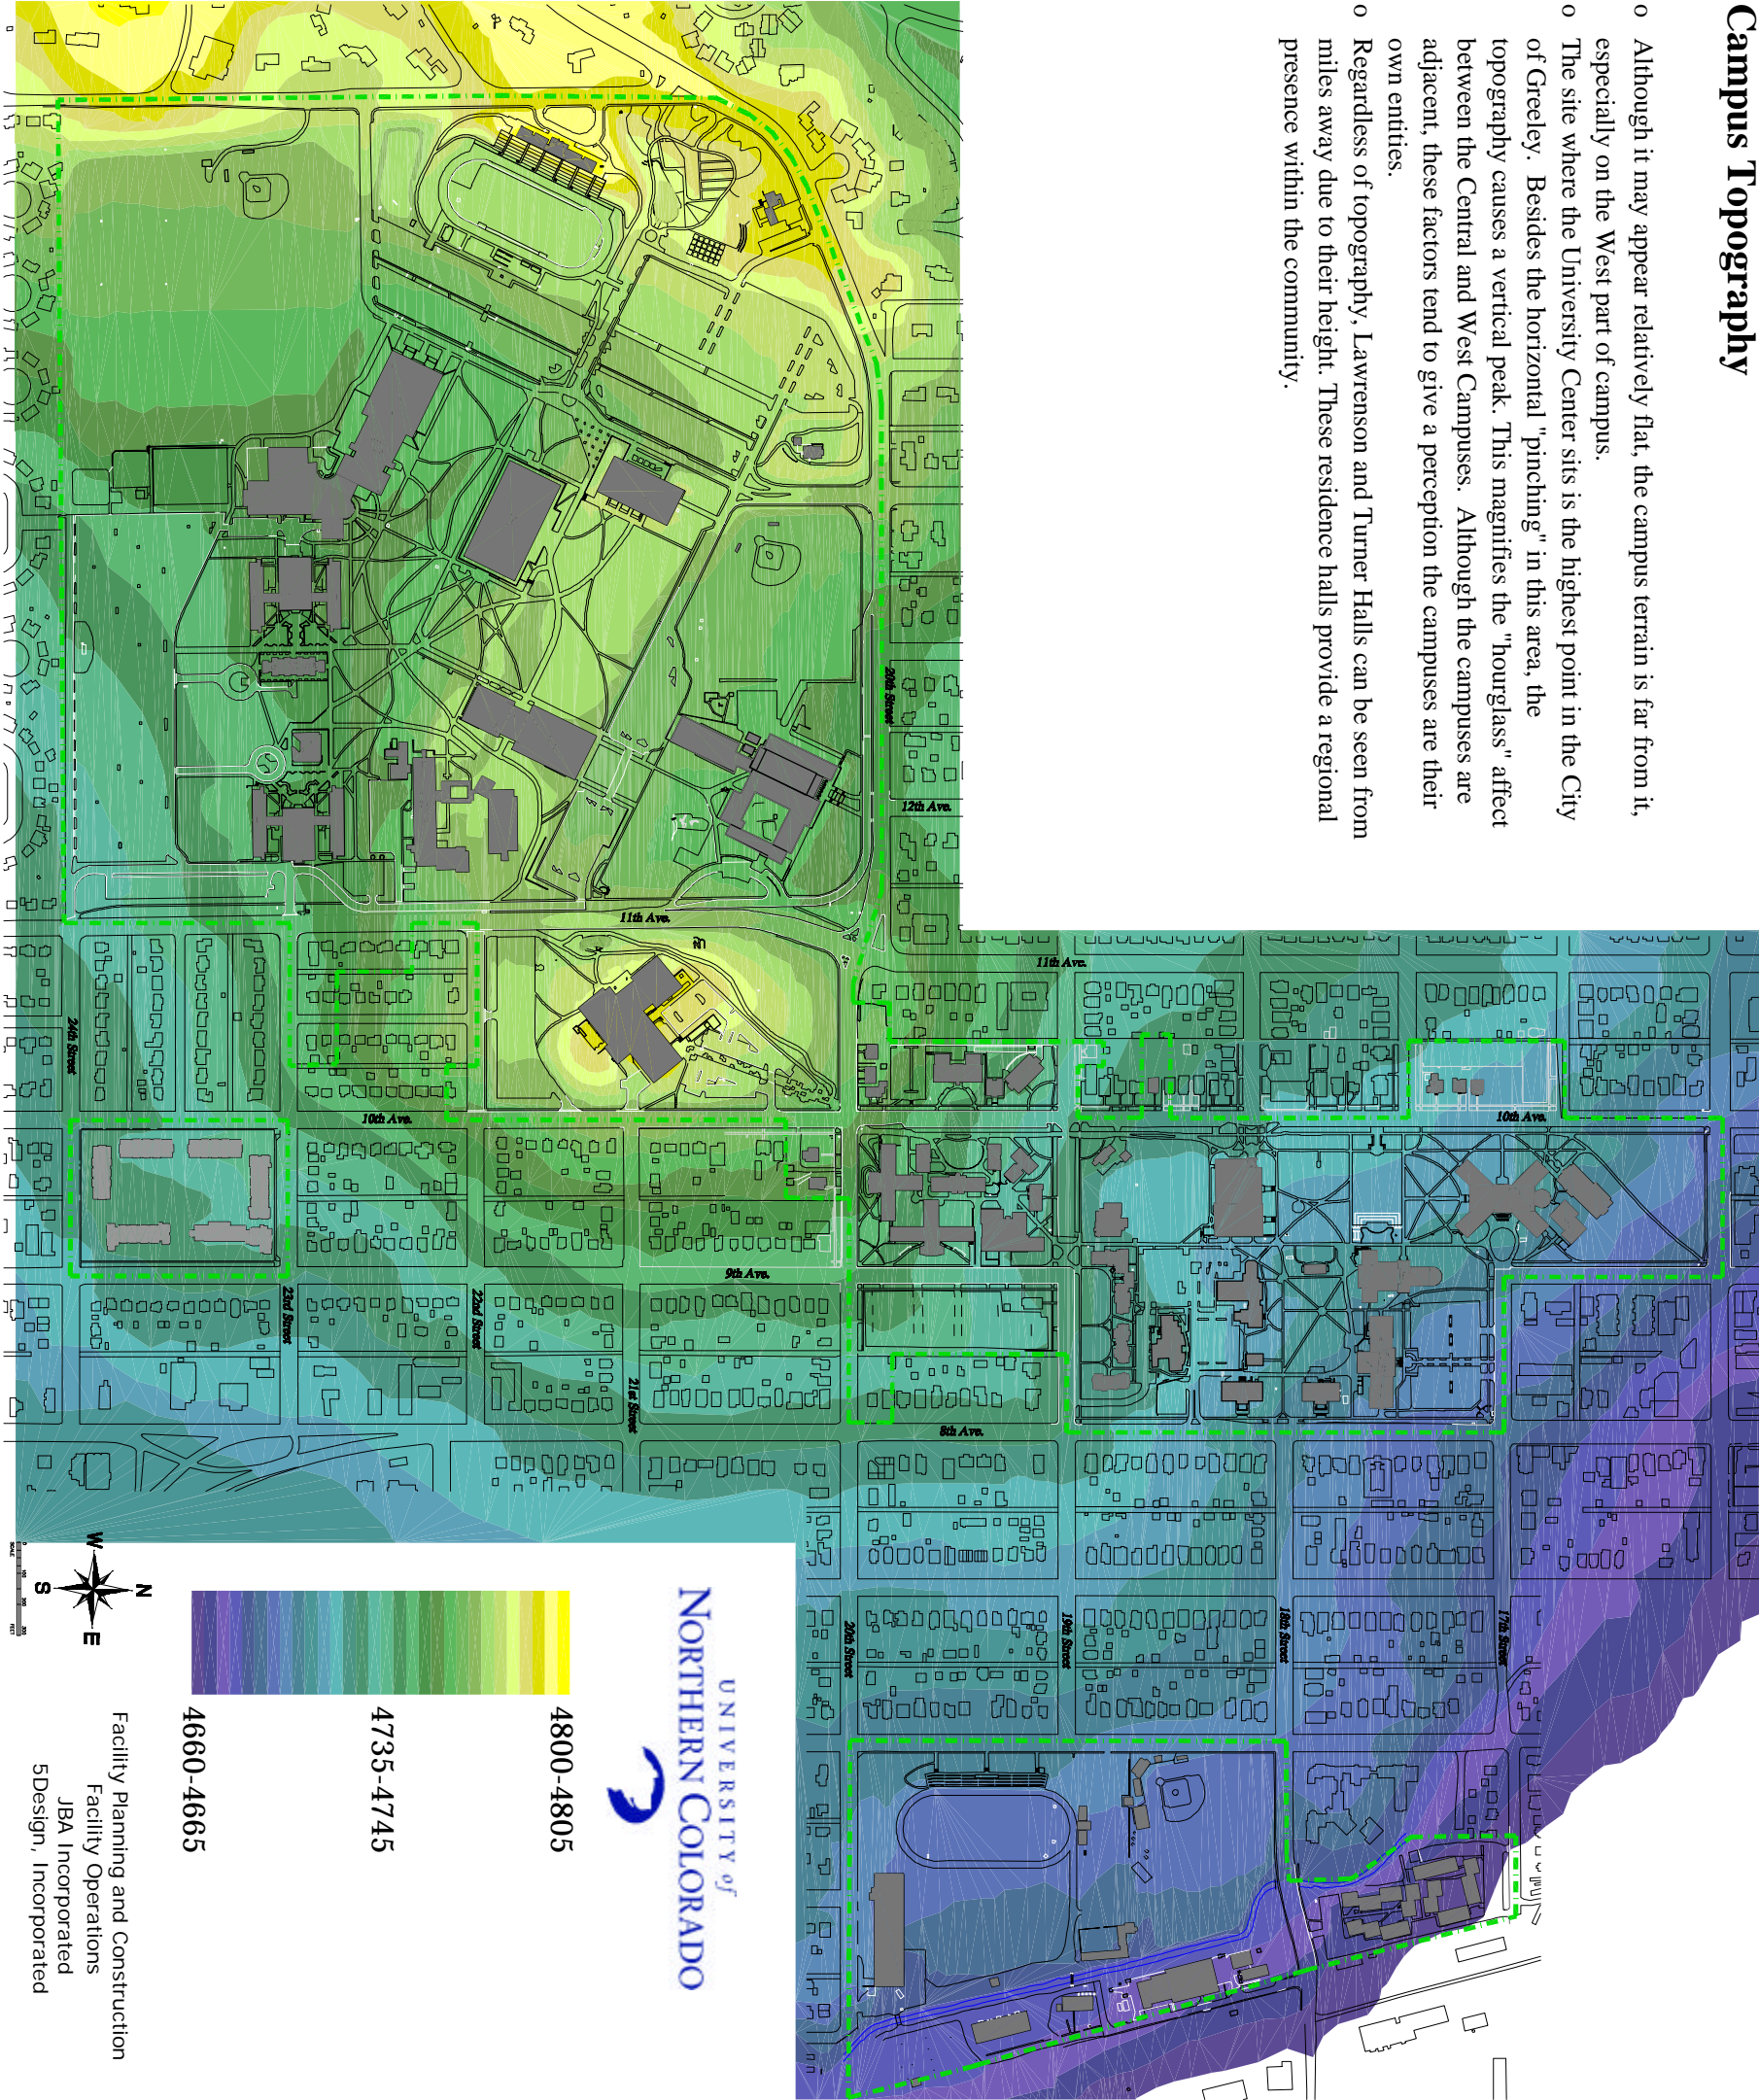 Campus Topography
o Although it may appear relatively flat, the campus terrain is far from it,
especially on the West part of campus.
o The site where the University Center sits is the highest point in the City
of Greeley. Besides the horizontal "pinching" in this area, the
topography causes a vertical peak. This magnifies the "hourglass" affect
between the Central and West Campuses. Although the campuses are
adjacent, these factors tend to give a perception the campuses are their
own entities.
o Regardless of topography, Lawrenson and Turner Halls can be seen from
miles away due to their height. These residence halls provide a regional
presence within the community.
20th Street
12th Ave.
11th Ave.
11th Ave.
10th Ave.
10th Ave.
24th Street
9th Ave.
23rd Street
22nd Street
21st Street
8th Ave.
20th Street
19th Street
18th Street
17th Street
UNIVERSITY of
NORTHERN COLORADO
4800-4805
4735-4745
4660-4665
N
W
E
S
SCALE
FEET
Facility Planning and Construction
Facility Operations
JBA Incorporated
5Design, Incorporated